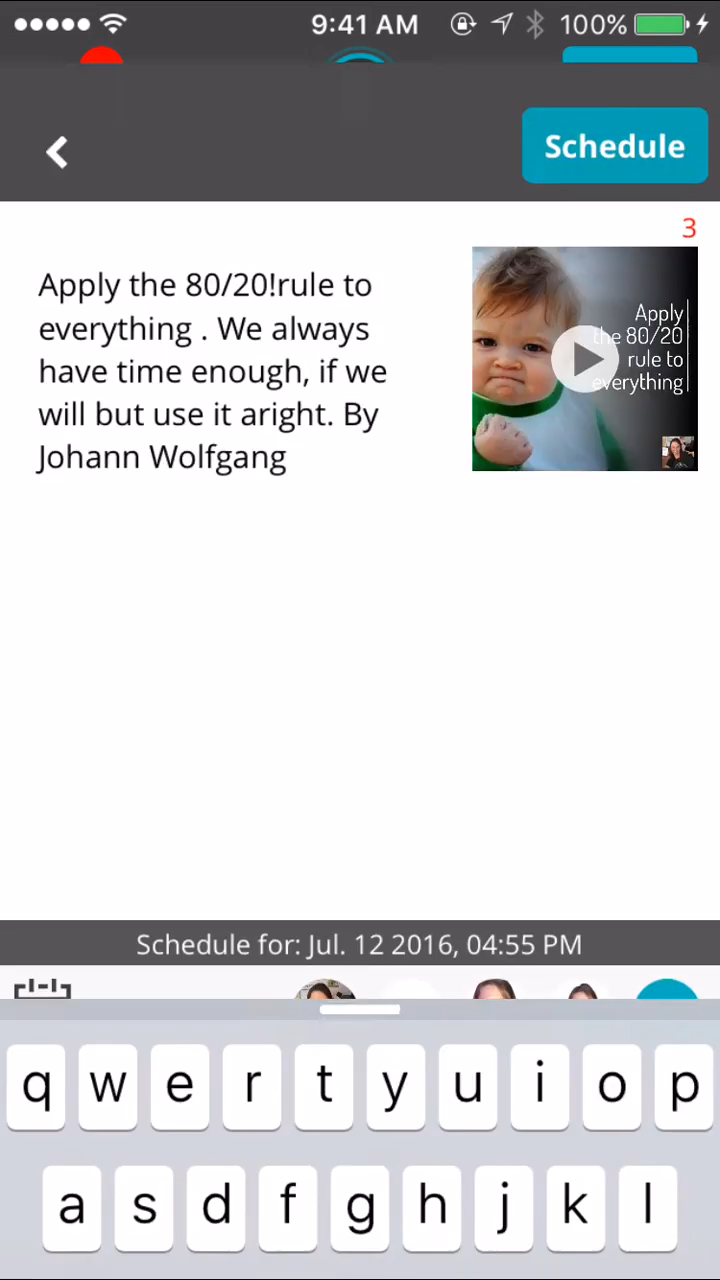 9:41 AM
100%
Schedule
3
Apply the 80/20!rule to
everything . We always
have time enough, if we
will but use it aright. By
Johann Wolfgang
Apply
the 80/20
rule to
everything
Schedule for: Jul. 12 2016, 04:55 PM
q w e r t y u i o p
a s d f g h j k l